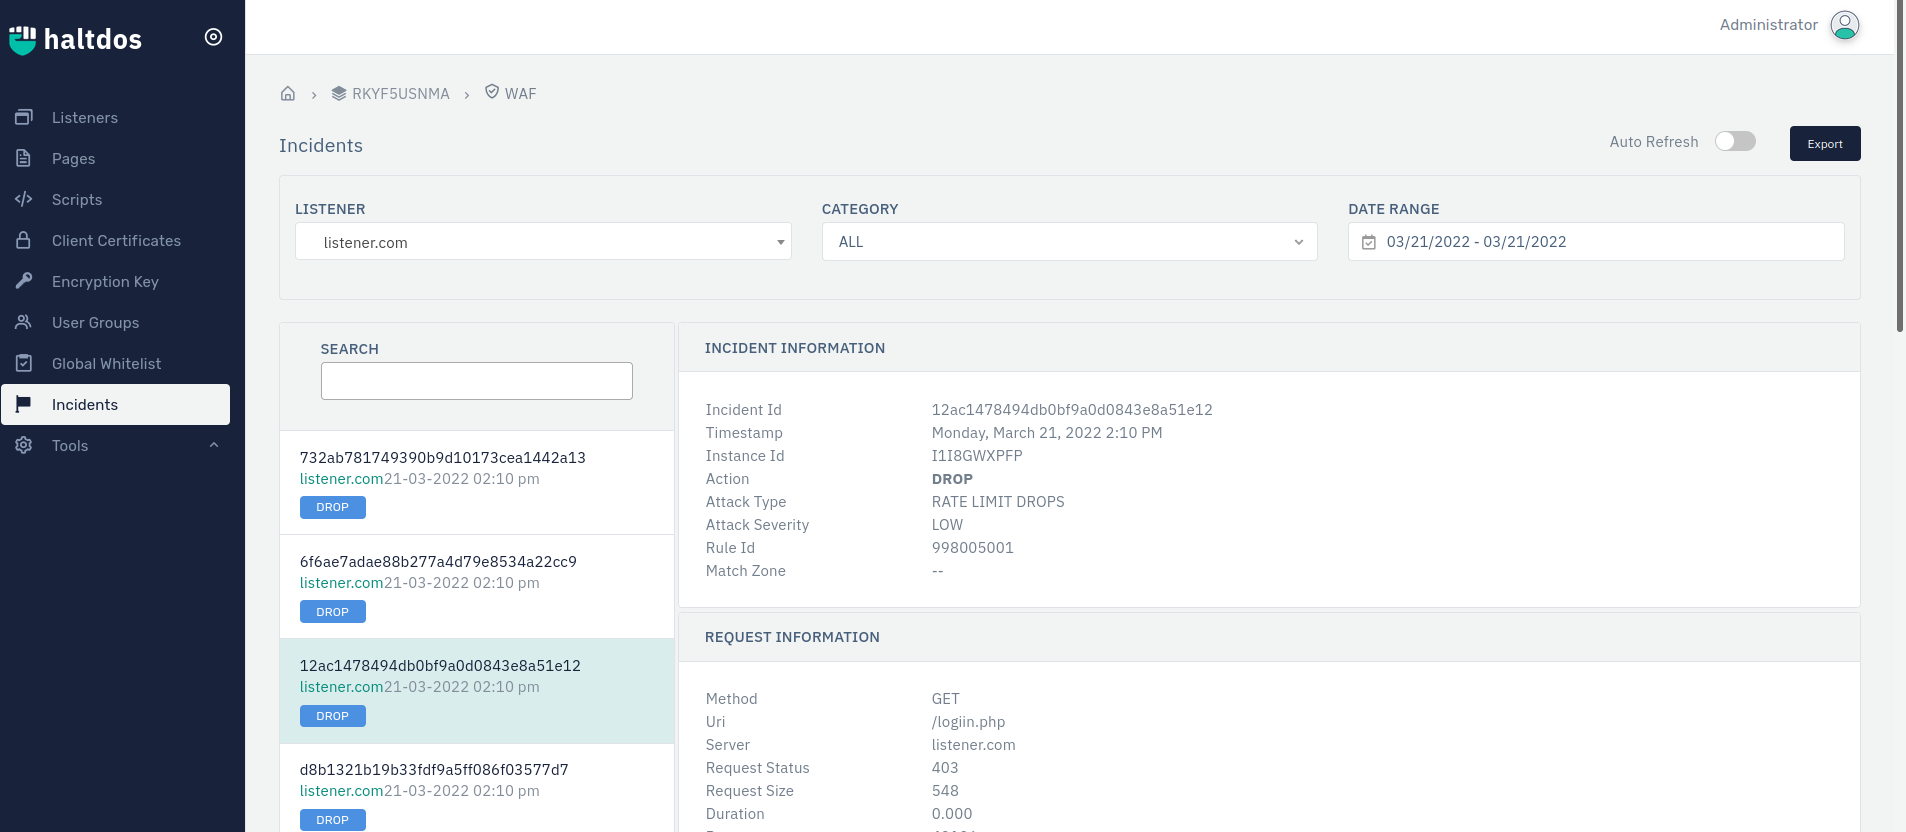 haltdos
Administrator
Listeners
Pages
Scripts
Client Certificates
Encryption Key
User Groups
Global Whitelist
Incidents
Tools
RKYF5USNMA
WAF
Incidents
Auto Refresh
Export
LISTENER
CATEGORY
DATE RANGE
listener.com
ALL
03/21/2022 - 03/21/2022
SEARCH
732ab781749390b9d10173cea1442a13
listener.com21-03-2022 02:10 pm
DROP
6f6ae7adae88b277a4d79e8534a22cc9
listener.com21-03-2022 02:10 pm
DROP
12ac1478494db0bf9a0d0843e8a51e12
listener.com21-03-2022 02:10 pm
DROP
d8b1321b19b33fdf9a5ff086f03577d7
listener.com21-03-2022 02:10 pm
DROP
INCIDENT INFORMATION
Incident Id 12ac1478494db0bf9a0d0843e8a51e12
Timestamp Monday, March 21, 2022 2:10 PM
Instance Id I1I8GWXPFP
Action DROP
Attack Type RATE LIMIT DROPS
Attack Severity LOW
Rule Id 998005001
Match Zone --
REQUEST INFORMATION
Method GET
Uri /logiin.php
Server listener.com
Request Status 403
Request Size 548
Duration 0.000